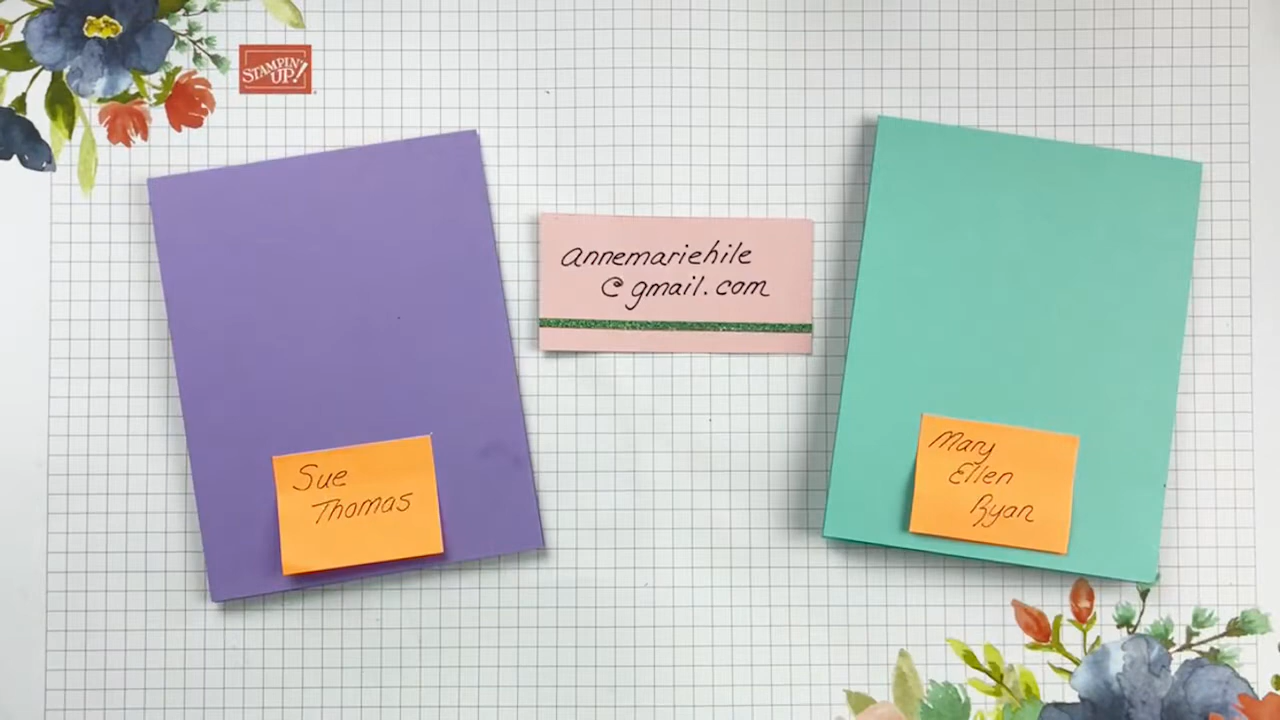 STAMPIN'
UP!
annemariehile
@gmail.com
Sue
Thomas
Mary
Ellen
Ryan